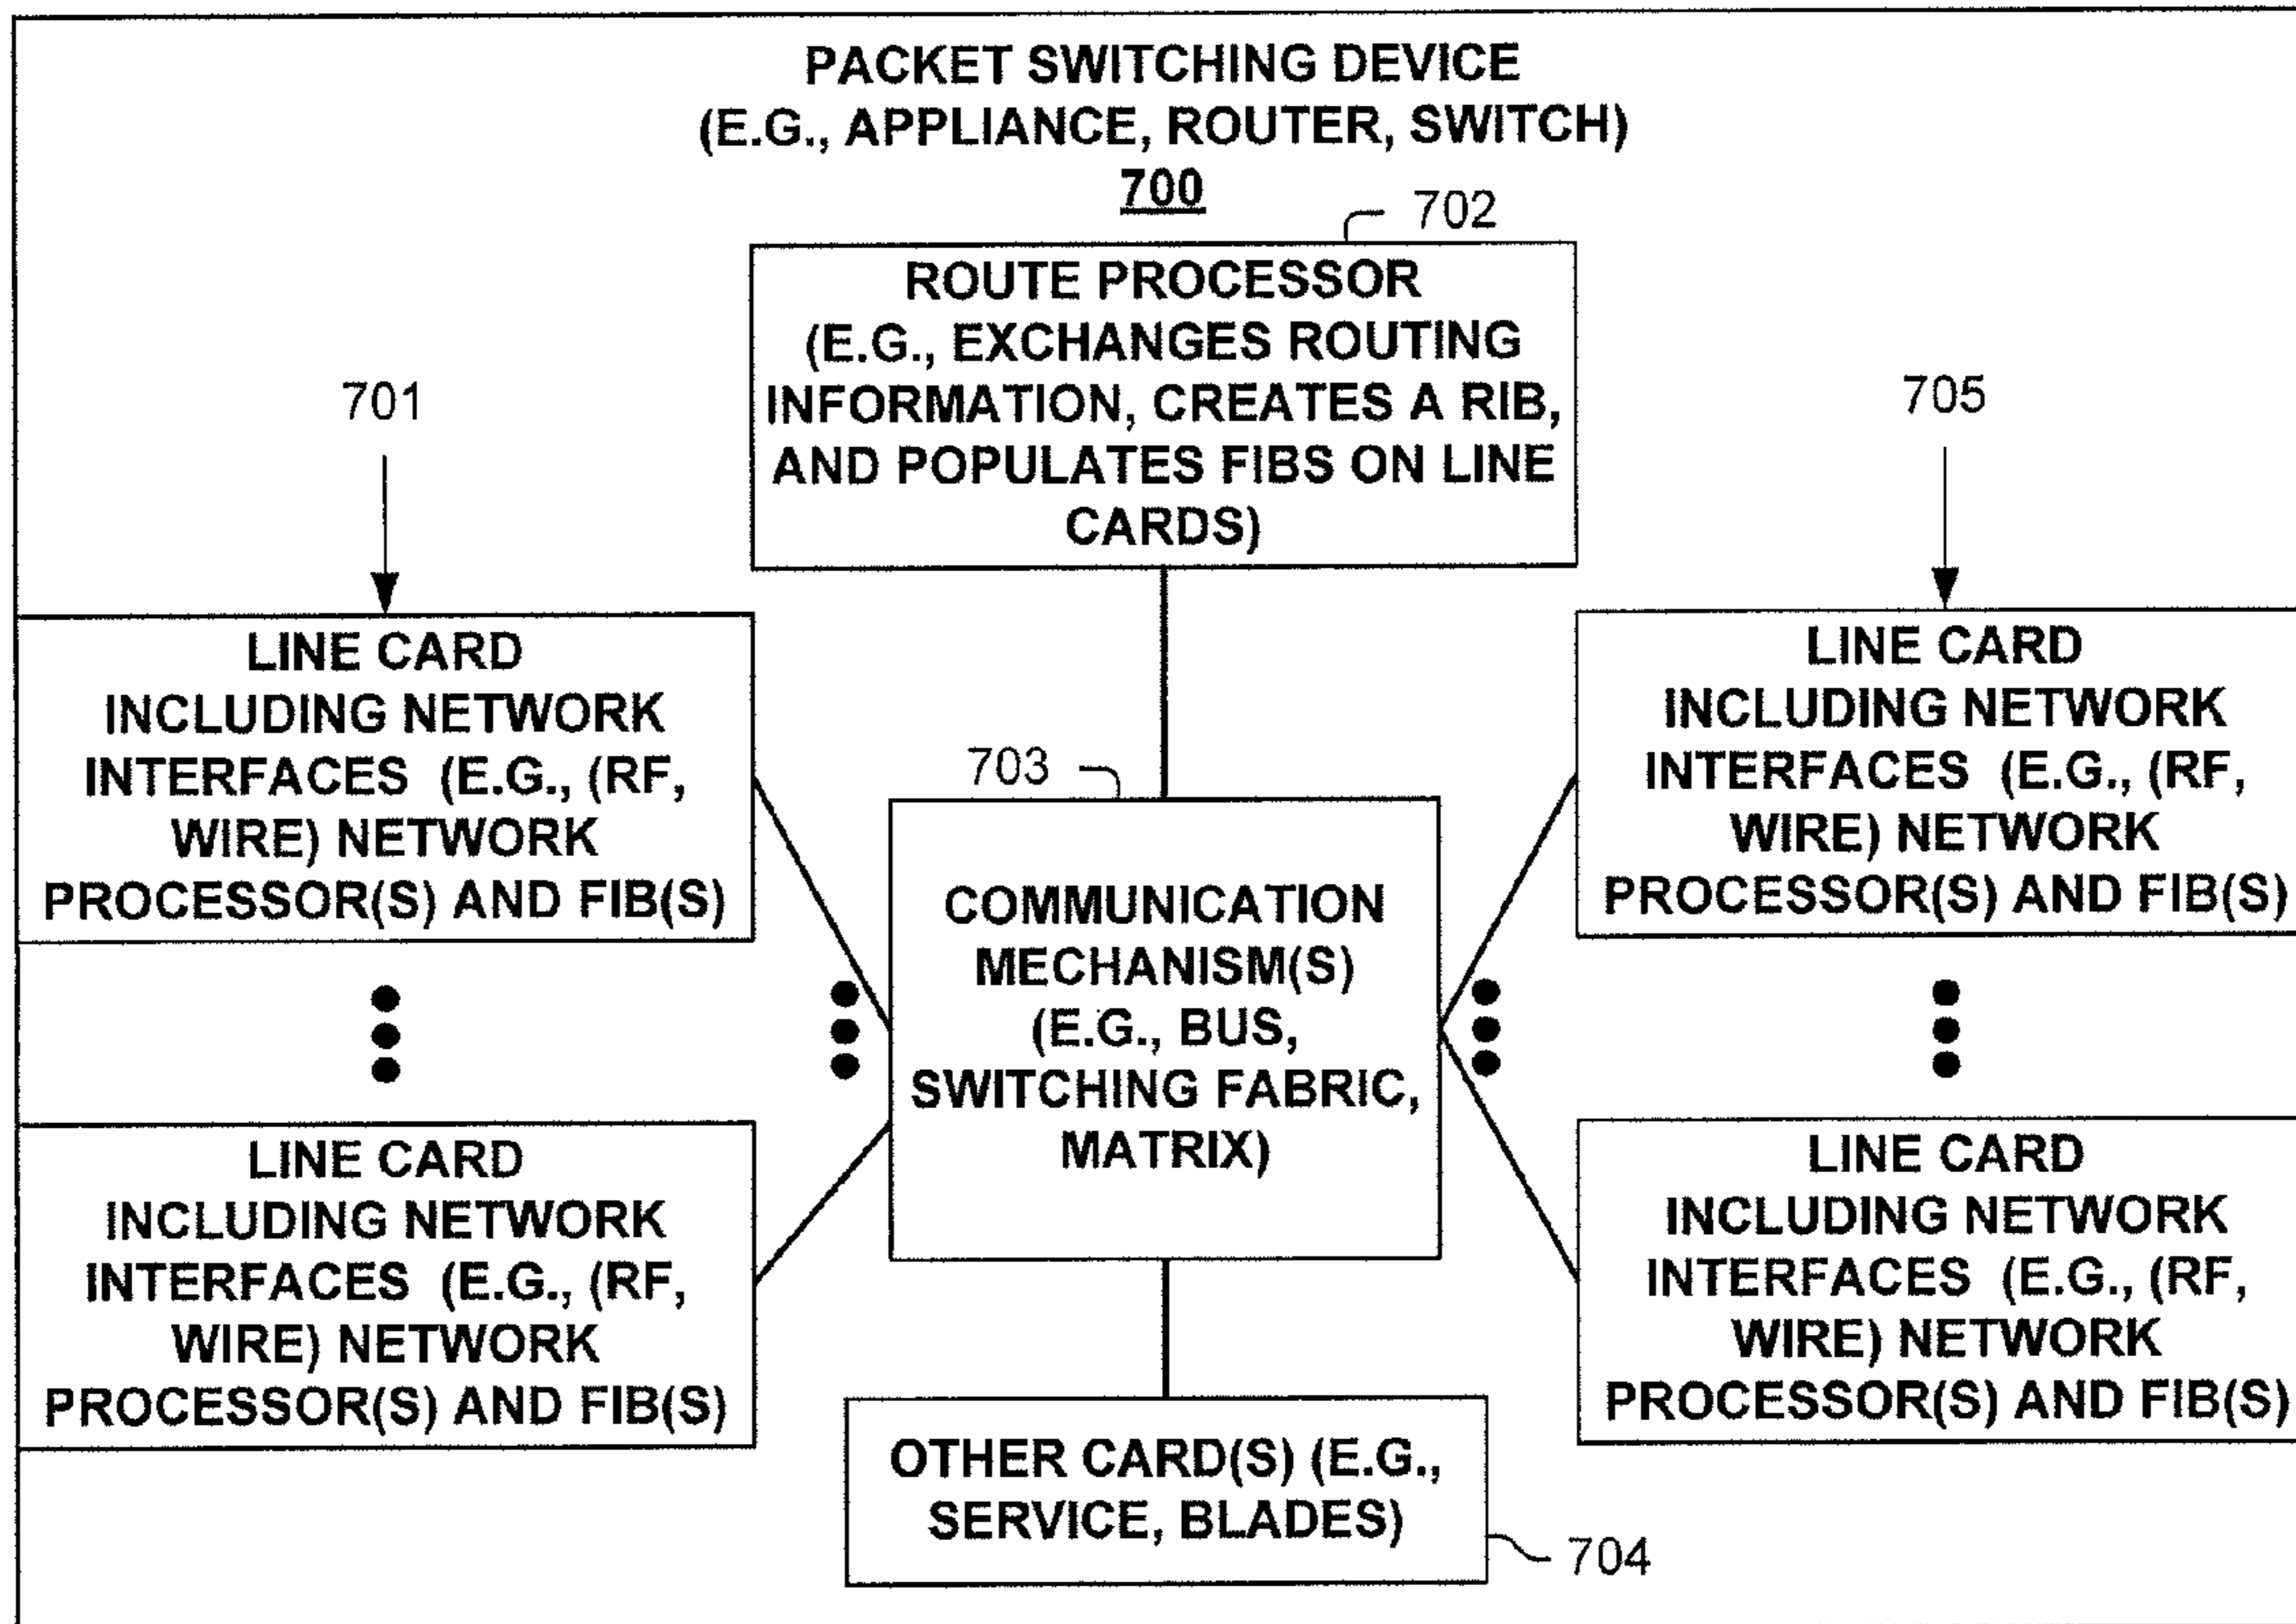 PACKET SWITCHING DEVICE
(E.G., APPLIANCE, ROUTER, SWITCH)
700
702
ROUTE PROCESSOR
(E.G., EXCHANGES ROUTING
INFORMATION, CREATES A RIB,
AND POPULATES FIBS ON LINE
CARDS)
701
705
LINE CARD
INCLUDING NETWORK
INTERFACES (E.G., (RF,
WIRE) NETWORK
PROCESSOR(S) AND FIB(S)
LINE CARD
INCLUDING NETWORK
INTERFACES (E.G., (RF,
WIRE) NETWORK
PROCESSOR(S) AND FIB(S)
703
COMMUNICATION
MECHANISM(S)
(E.G., BUS,
SWITCHING FABRIC,
MATRIX)
LINE CARD
INCLUDING NETWORK
INTERFACES (E.G., (RF,
WIRE) NETWORK
PROCESSOR(S) AND FIB(S)
LINE CARD
INCLUDING NETWORK
INTERFACES (E.G., (RF,
WIRE) NETWORK
PROCESSOR(S) AND FIB(S)
OTHER CARD(S) (E.G.,
SERVICE, BLADES)
704